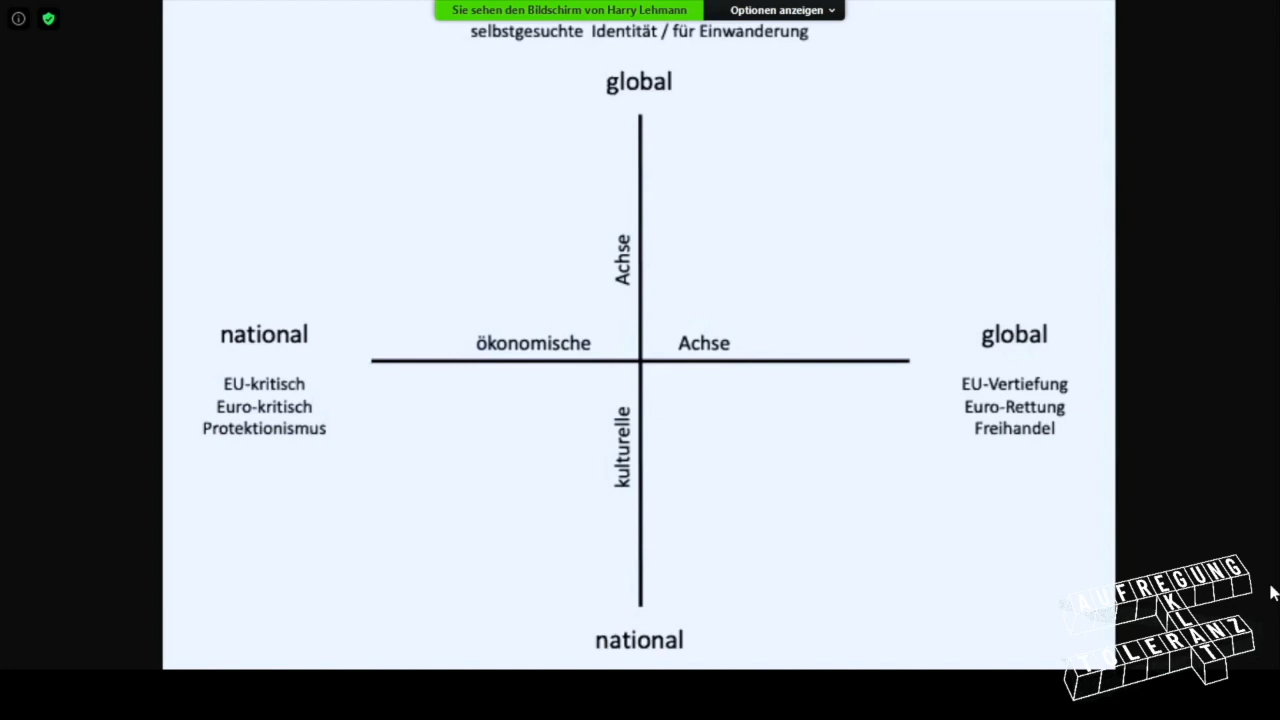 Sie sehen den Bildschirm von Harry Lehmann
Optionen anzeigen
selbstgesuchte Identität / für Einwanderung
global
Achse
national
global
ökonomische
Achse
EU-kritisch
Euro-kritisch
Protektionismus
EU-Vertiefung
Euro-Rettung
Freihandel
kulturelle
national
AUFREGUNG
EKLAT
TOLERANZ